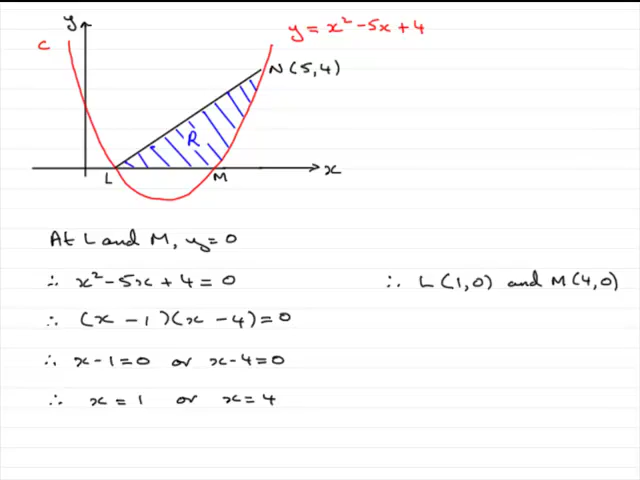 y
C
y = x² - 5x + 4
N(5,4)
R
L
M
x
At L and M, y = 0
∴ x² - 5x + 4 = 0
∴ L(1,0) and M(4,0)
∴ (x - 1)(x - 4) = 0
∴ x - 1 = 0 or x - 4 = 0
∴ x = 1 or x = 4